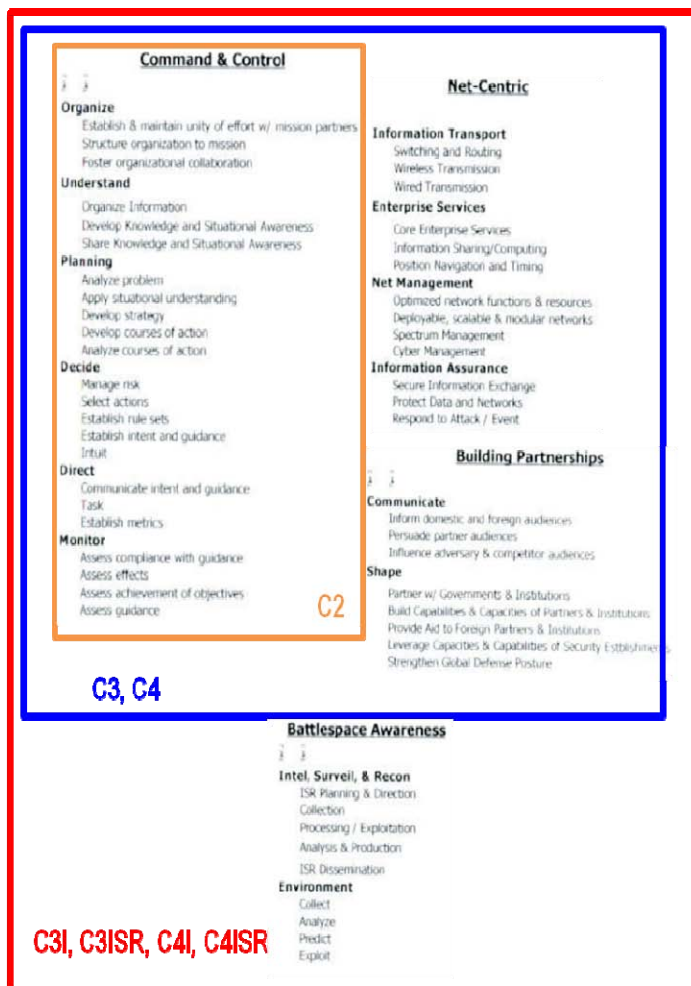 Command & Control
Organize
Establish & maintain unity of effort w/ mission partners
Structure organization to mission
Foster organizational collaboration
Understand
Organize Information
Develop Knowledge and Situational Awareness
Share Knowledge and Situational Awareness
Planning
Analyze problem
Apply situational understanding
Develop strategy
Develop courses of action
Analyze courses of action
Decide
Manage risk
Select actions
Establish rule sets
Establish intent and guidance
Intuit
Direct
Communicate intent and guidance
Task
Establish metrics
Monitor
Assess compliance with guidance
Assess effects
Assess achievement of objectives
Assess guidance
C2
Net-Centric
Information Transport
Switching and Routing
Wireless Transmission
Wired Transmission
Enterprise Services
Core Enterprise Services
Information Sharing/Computing
Position Navigation and Timing
Net Management
Optimized network functions & resources
Deployable, scalable & modular networks
Spectrum Management
Cyber Management
Information Assurance
Secure Information Exchange
Protect Data and Networks
Respond to Attack / Event
Building Partnerships
Communicate
Inform domestic and foreign audiences
Persuade partner audiences
Influence adversary & competitor audiences
Shape
Partner w/ Governments & Institutions
Build Capabilities & Capacities of Partners & Institutions
Provide Aid to Foreign Partners & Institutions
Leverage Capacities & Capabilities of Security Estblishments
Strengthen Global Defense Posture
C3, C4
Battlespace Awareness
Intel, Surveil, & Recon
ISR Planning & Direction
Collection
Processing / Exploitation
Analysis & Production
ISR Dissemination
Environment
Collect
Analyze
Predict
Exploit
C3I, C3ISR, C4I, C4ISR